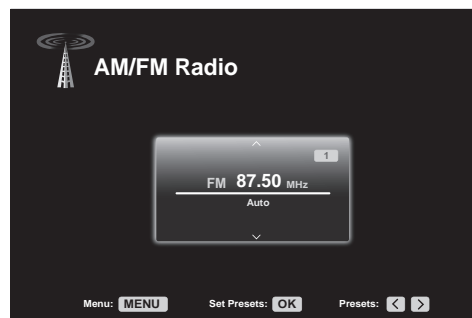 AM/FM Radio
1
FM 87.50 MHz
Auto
Menu: MENU Set Presets: OK Presets: < >